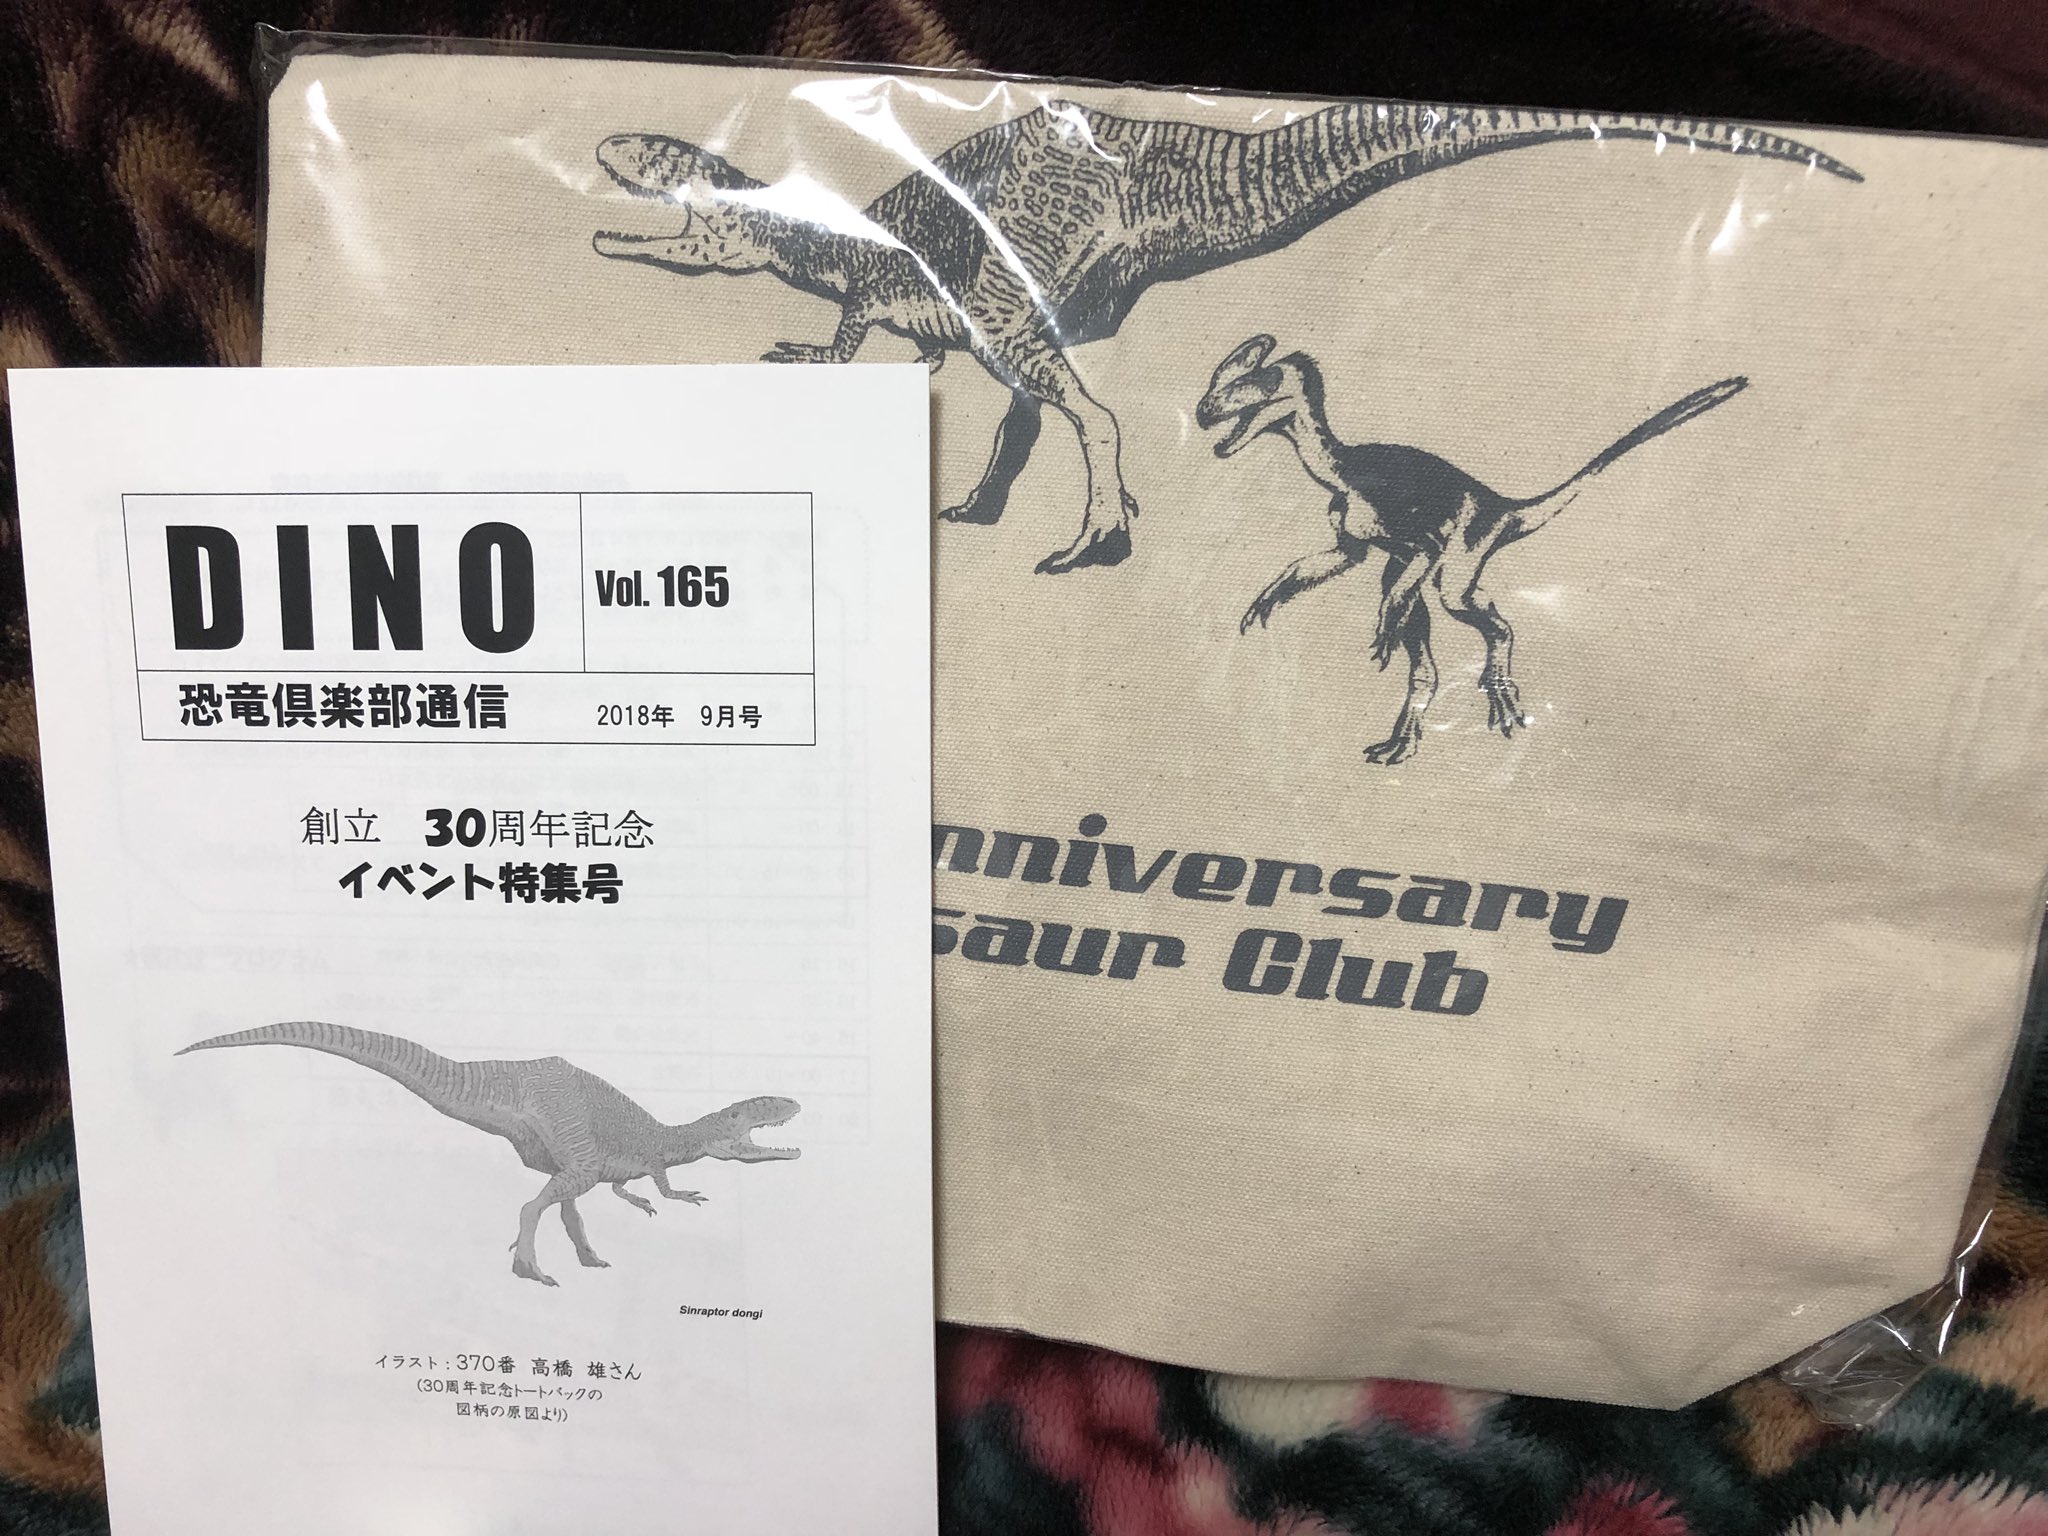 DINO
Vol. 165
恐竜倶楽部通信
2018年 9月号
創立 30周年記念
イベント特集号
Sinraptor dongi
イラスト：370番 高橋 雄さん
(30周年記念トートバックの
図柄の原図より)
nniversary
saur Club